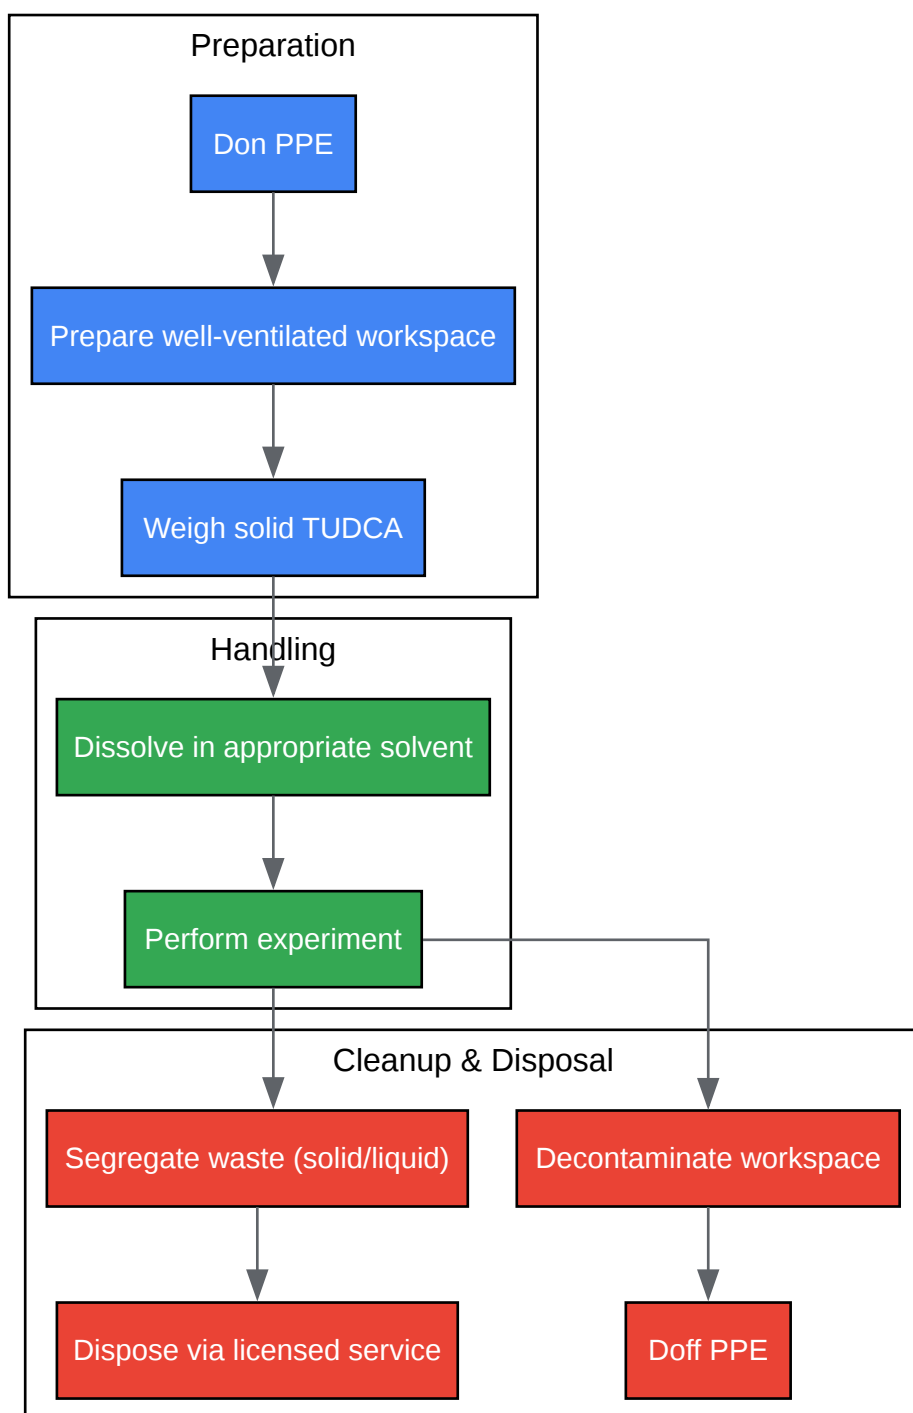 Preparation
Don PPE
Prepare well-ventilated workspace
Weigh solid TUDCA
Handling
Dissolve in appropriate solvent
Perform experiment
Cleanup & Disposal
Segregate waste (solid/liquid)
Decontaminate workspace
Dispose via licensed service
Doff PPE